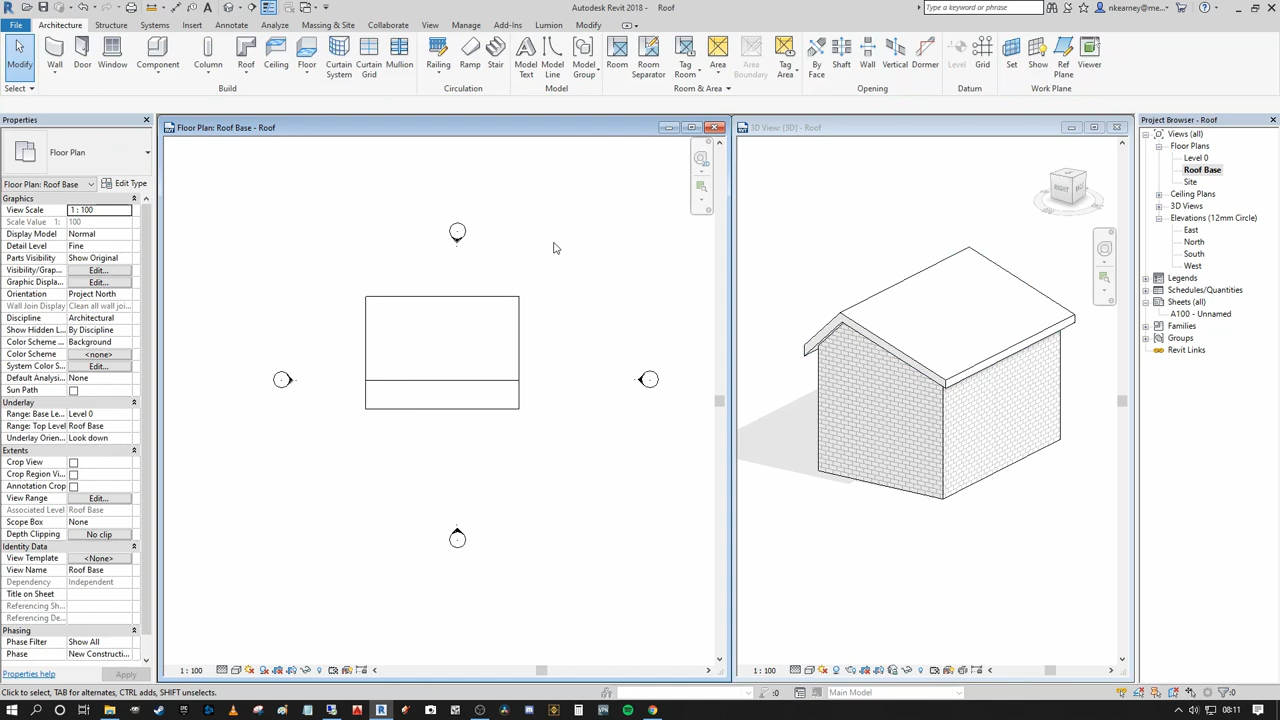 Autodesk Revit 2018 - Roof
Type a keyword or phrase
nkearney@me...
File Architecture Structure Systems Insert Annotate Analyze Massing & Site Collaborate View Manage Add-Ins Lumion Modify
Modify Wall Door Window Component Column Roof Ceiling Floor Curtain System Curtain Grid Mullion Railing Ramp Stair Model Text Model Line Model Group Room Room Separator Tag Room Area Area Boundary Tag Area By Face Shaft Wall Vertical Dormer Level Grid Set Show Ref Plane Viewer
Select Build Circulation Model Room & Area Opening Datum Work Plane
Properties
Floor Plan
Floor Plan: Roof Base Edit Type
Graphics
View Scale 1 : 100
Scale Value 1: 100
Display Model Normal
Detail Level Fine
Parts Visibility Show Original
Visibility/Grap... Edit...
Graphic Displa... Edit...
Orientation Project North
Wall Join Display Clean all wall joi...
Discipline Architectural
Show Hidden L... By Discipline
Color Scheme ... Background
Color Scheme <none>
System Color S... Edit...
Default Analysi... None
Sun Path
Underlay
Range: Base Le... Level 0
Range: Top Level Roof Base
Underlay Orien... Look down
Extents
Crop View
Crop Region Vi...
Annotation Crop
View Range Edit...
Associated Level Roof Base
Scope Box None
Depth Clipping No clip
Identity Data
View Template <None>
View Name Roof Base
Dependency Independent
Title on Sheet
Referencing Sh...
Referencing De...
Phasing
Phase Filter Show All
Phase New Constructi...
Properties help Apply
Floor Plan: Roof Base - Roof
1 : 100
3D View: {3D} - Roof
RIGHT
1 : 100
Project Browser - Roof
Views (all)
Floor Plans
Level 0
Roof Base
Site
Ceiling Plans
3D Views
Elevations (12mm Circle)
East
North
South
West
Legends
Schedules/Quantities
Sheets (all)
A100 - Unnamed
Families
Groups
Revit Links
Click to select, TAB for alternates, CTRL adds, SHIFT unselects.
:0
Main Model
:0
08:11